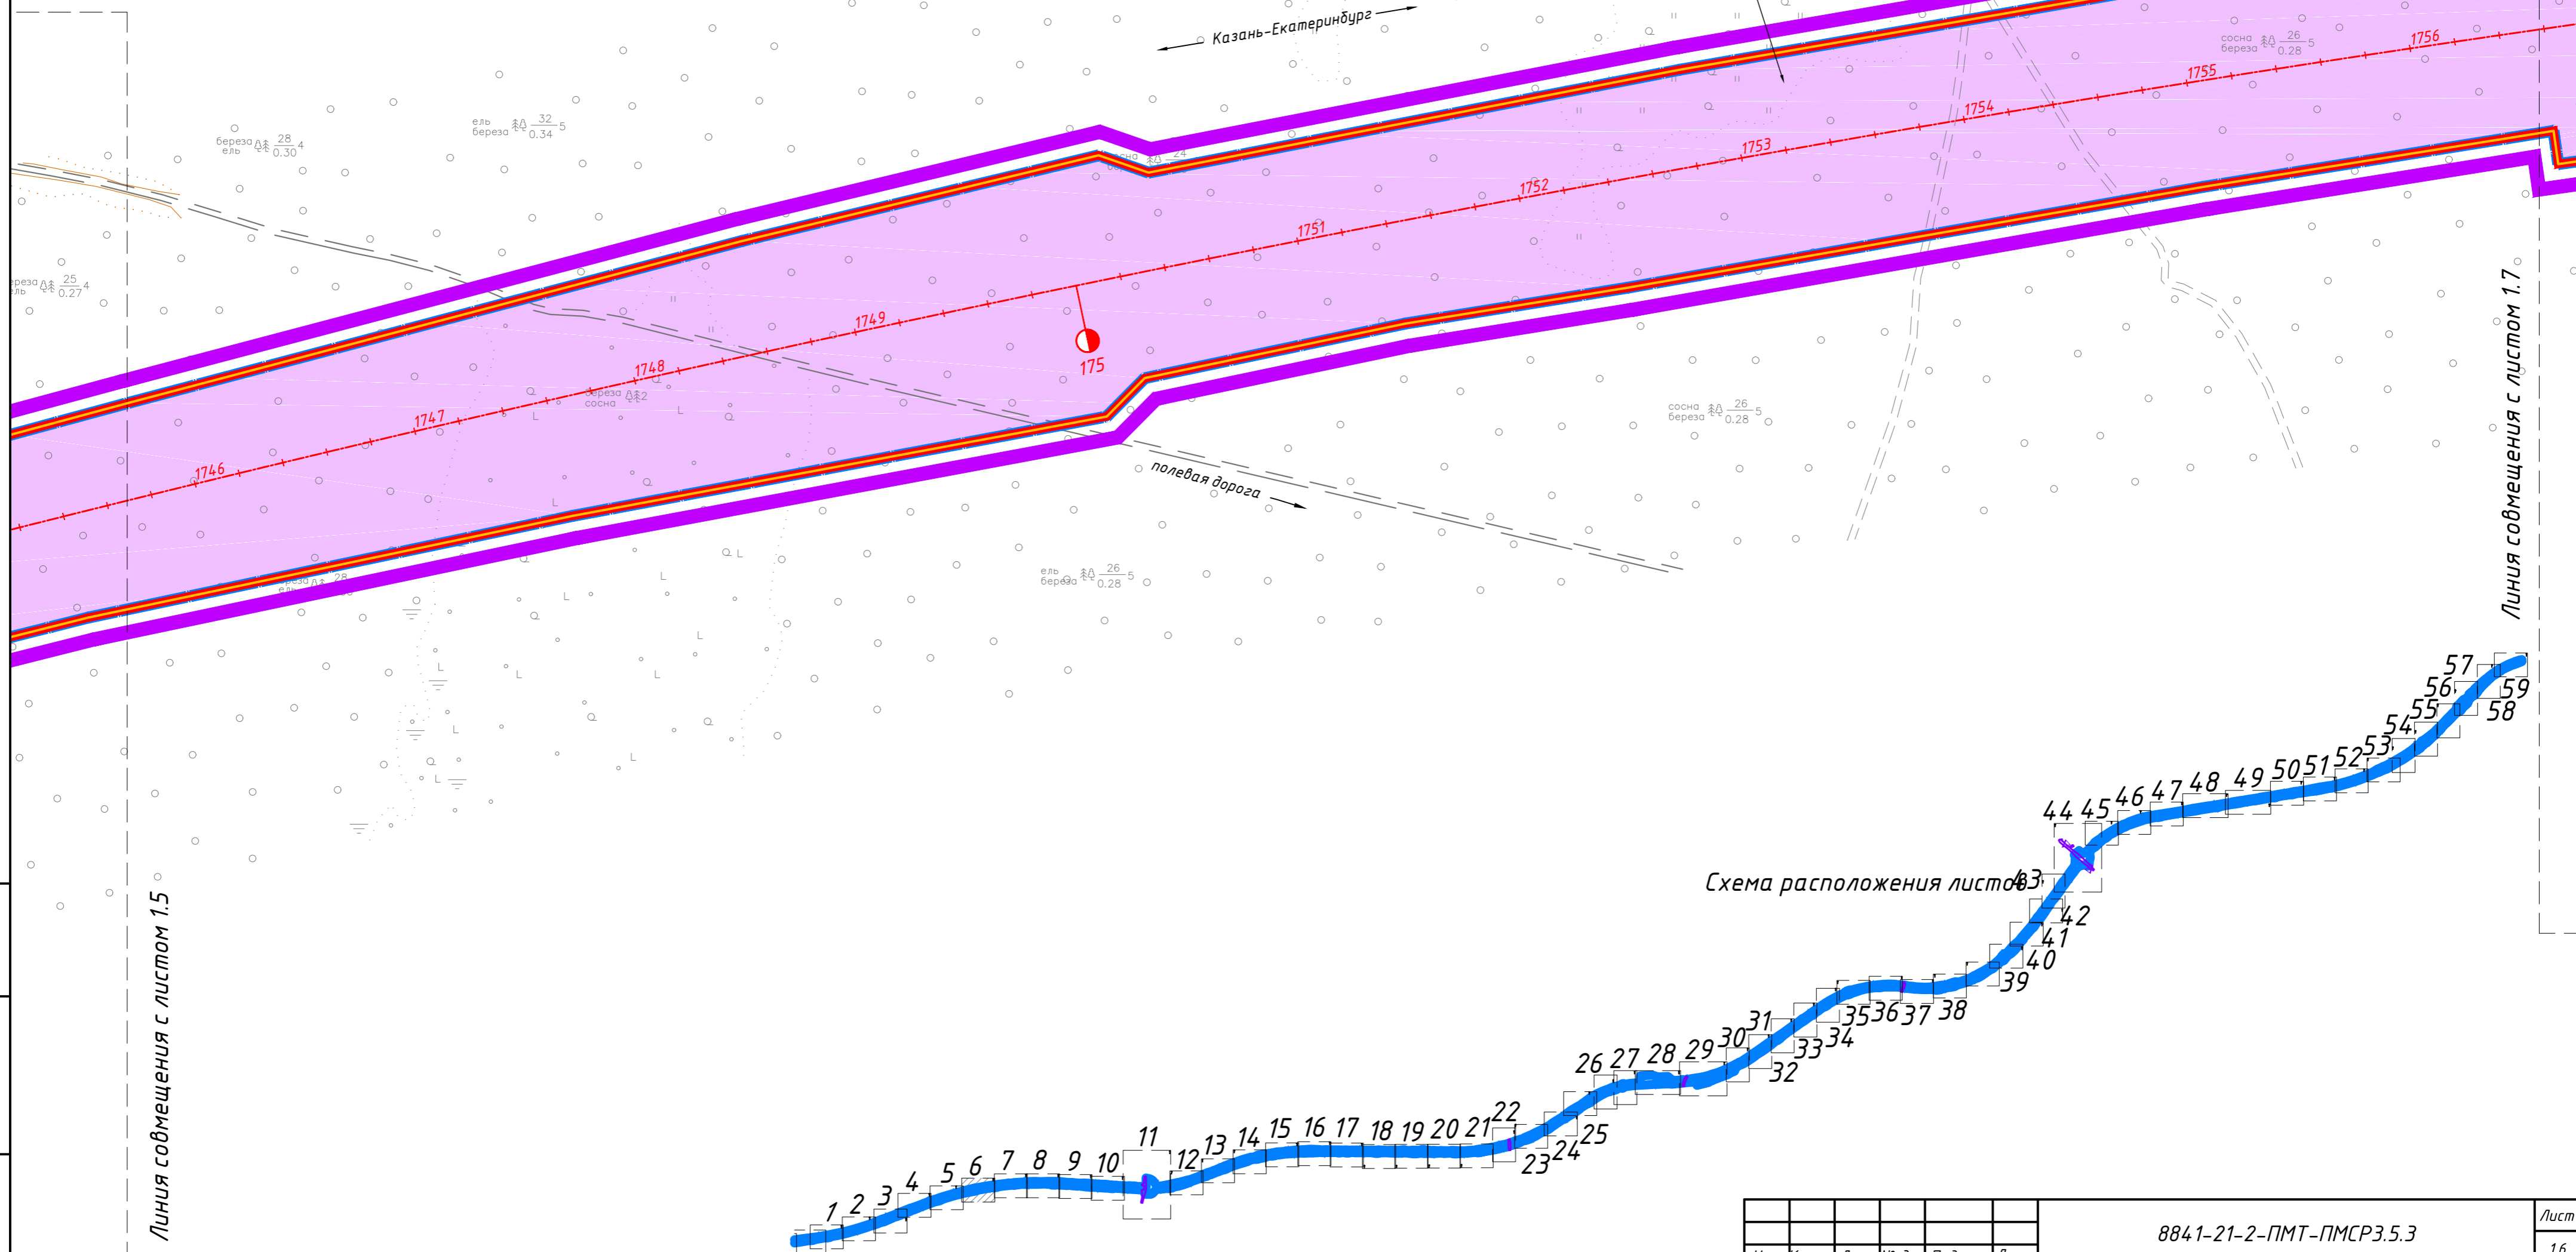 Казань-Екатеринбург
сосна 26 5
береза 0.28
1756
1755
1754
1753
1752
1751
1749
1748
1747
1746
175
береза 28 4
ель 0.30
ель 32 5
береза 0.34
25 4
0.27
24
береза 2
сосна
28
сосна 26 5
береза 0.28
ель 26 5
береза 0.28
полевая дорога
Линия совмещения с листом 1.5
Линия совмещения с листом 1.7
Схема расположения листов
1 2 3 4 5 6 7 8 9 10 11 12 13 14 15 16 17 18 19 20 21 22 23 24 25 26 27 28 29 30 31 32 33 34 35 36 37 38 39 40 41 42 43 44 45 46 47 48 49 50 51 52 53 54 55 56 57 58 59
8841-21-2-ПМТ-ПМСР3.5.3
Лист